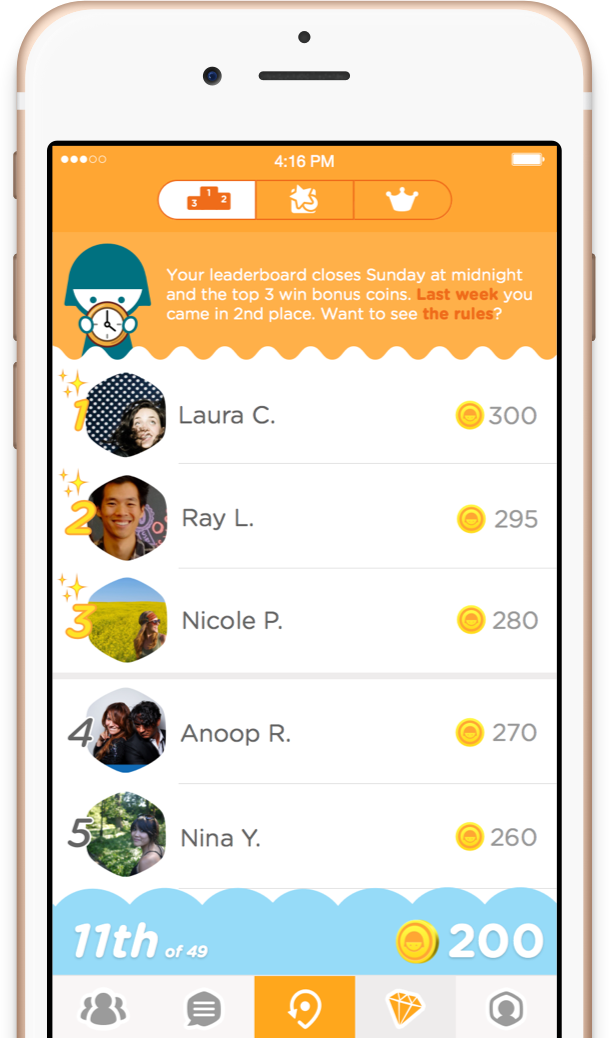 4:16 PM
1
2
3
Your leaderboard closes Sunday at midnight
and the top 3 win bonus coins. Last week you
came in 2nd place. Want to see the rules?
1 Laura C. 300
2 Ray L. 295
3 Nicole P. 280
4 Anoop R. 270
5 Nina Y. 260
11th of 49 200